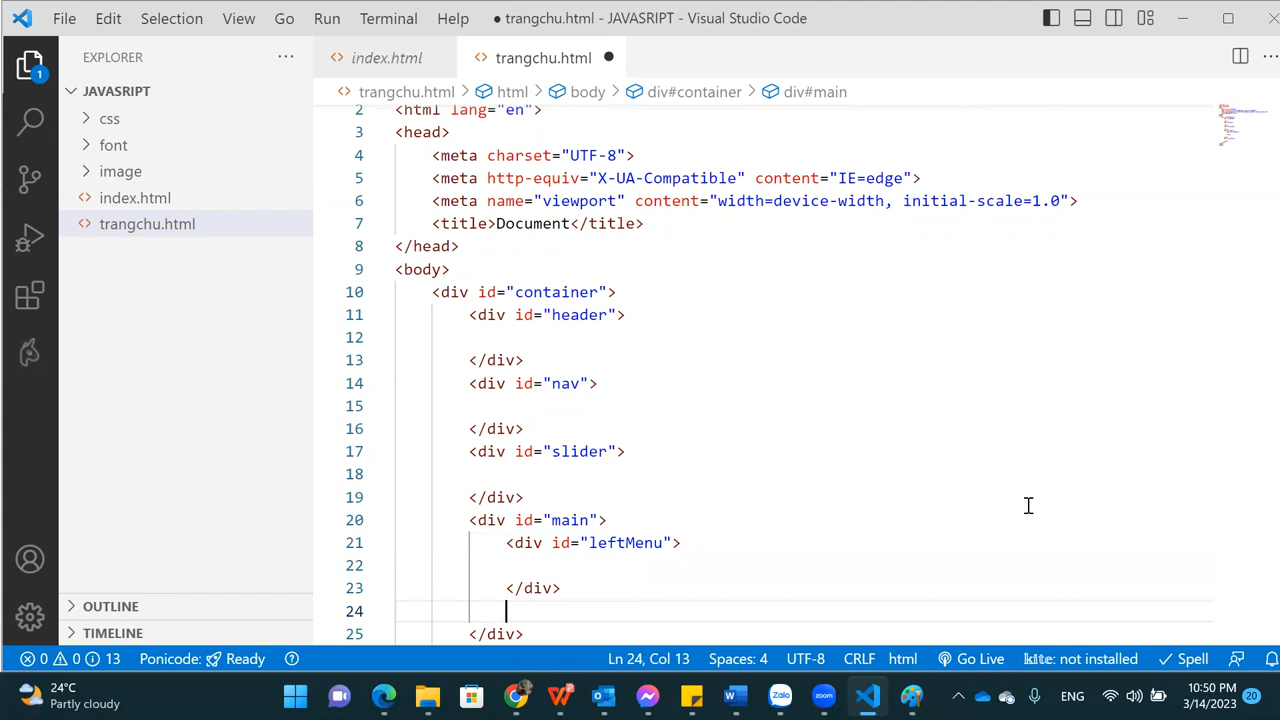 File Edit Selection View Go Run Terminal Help ● trangchu.html - JAVASRIPT - Visual Studio Code
EXPLORER ···
index.html trangchu.html ●
1
JAVASRIPT
trangchu.html > html > body > div#container > div#main
css
font
image
index.html
trangchu.html
2 <html lang="en">
3 <head>
4 <meta charset="UTF-8">
5 <meta http-equiv="X-UA-Compatible" content="IE=edge">
6 <meta name="viewport" content="width=device-width, initial-scale=1.0">
7 <title>Document</title>
8 </head>
9 <body>
10 <div id="container">
11 <div id="header">
12
13 </div>
14 <div id="nav">
15
16 </div>
17 <div id="slider">
18
19 </div>
20 <div id="main">
21 <div id="leftMenu">
22
23 </div>
24
25 </div>
OUTLINE
TIMELINE
0 0 13 Ponicode: Ready Ln 24, Col 13 Spaces: 4 UTF-8 CRLF html Go Live kite: not installed Spell
24°C
Partly cloudy
zoom
Zalo
ENG
10:50 PM
3/14/2023
20